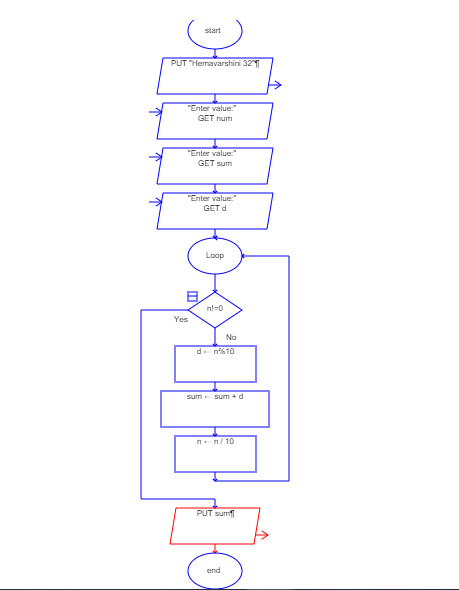 start
PUT "Hemavarshini 32"¶
"Enter value:"
GET num
"Enter value:"
GET sum
"Enter value:"
GET d
Loop
n!=0
Yes
No
d ← n%10
sum ← sum + d
n ← n / 10
PUT sum¶
end